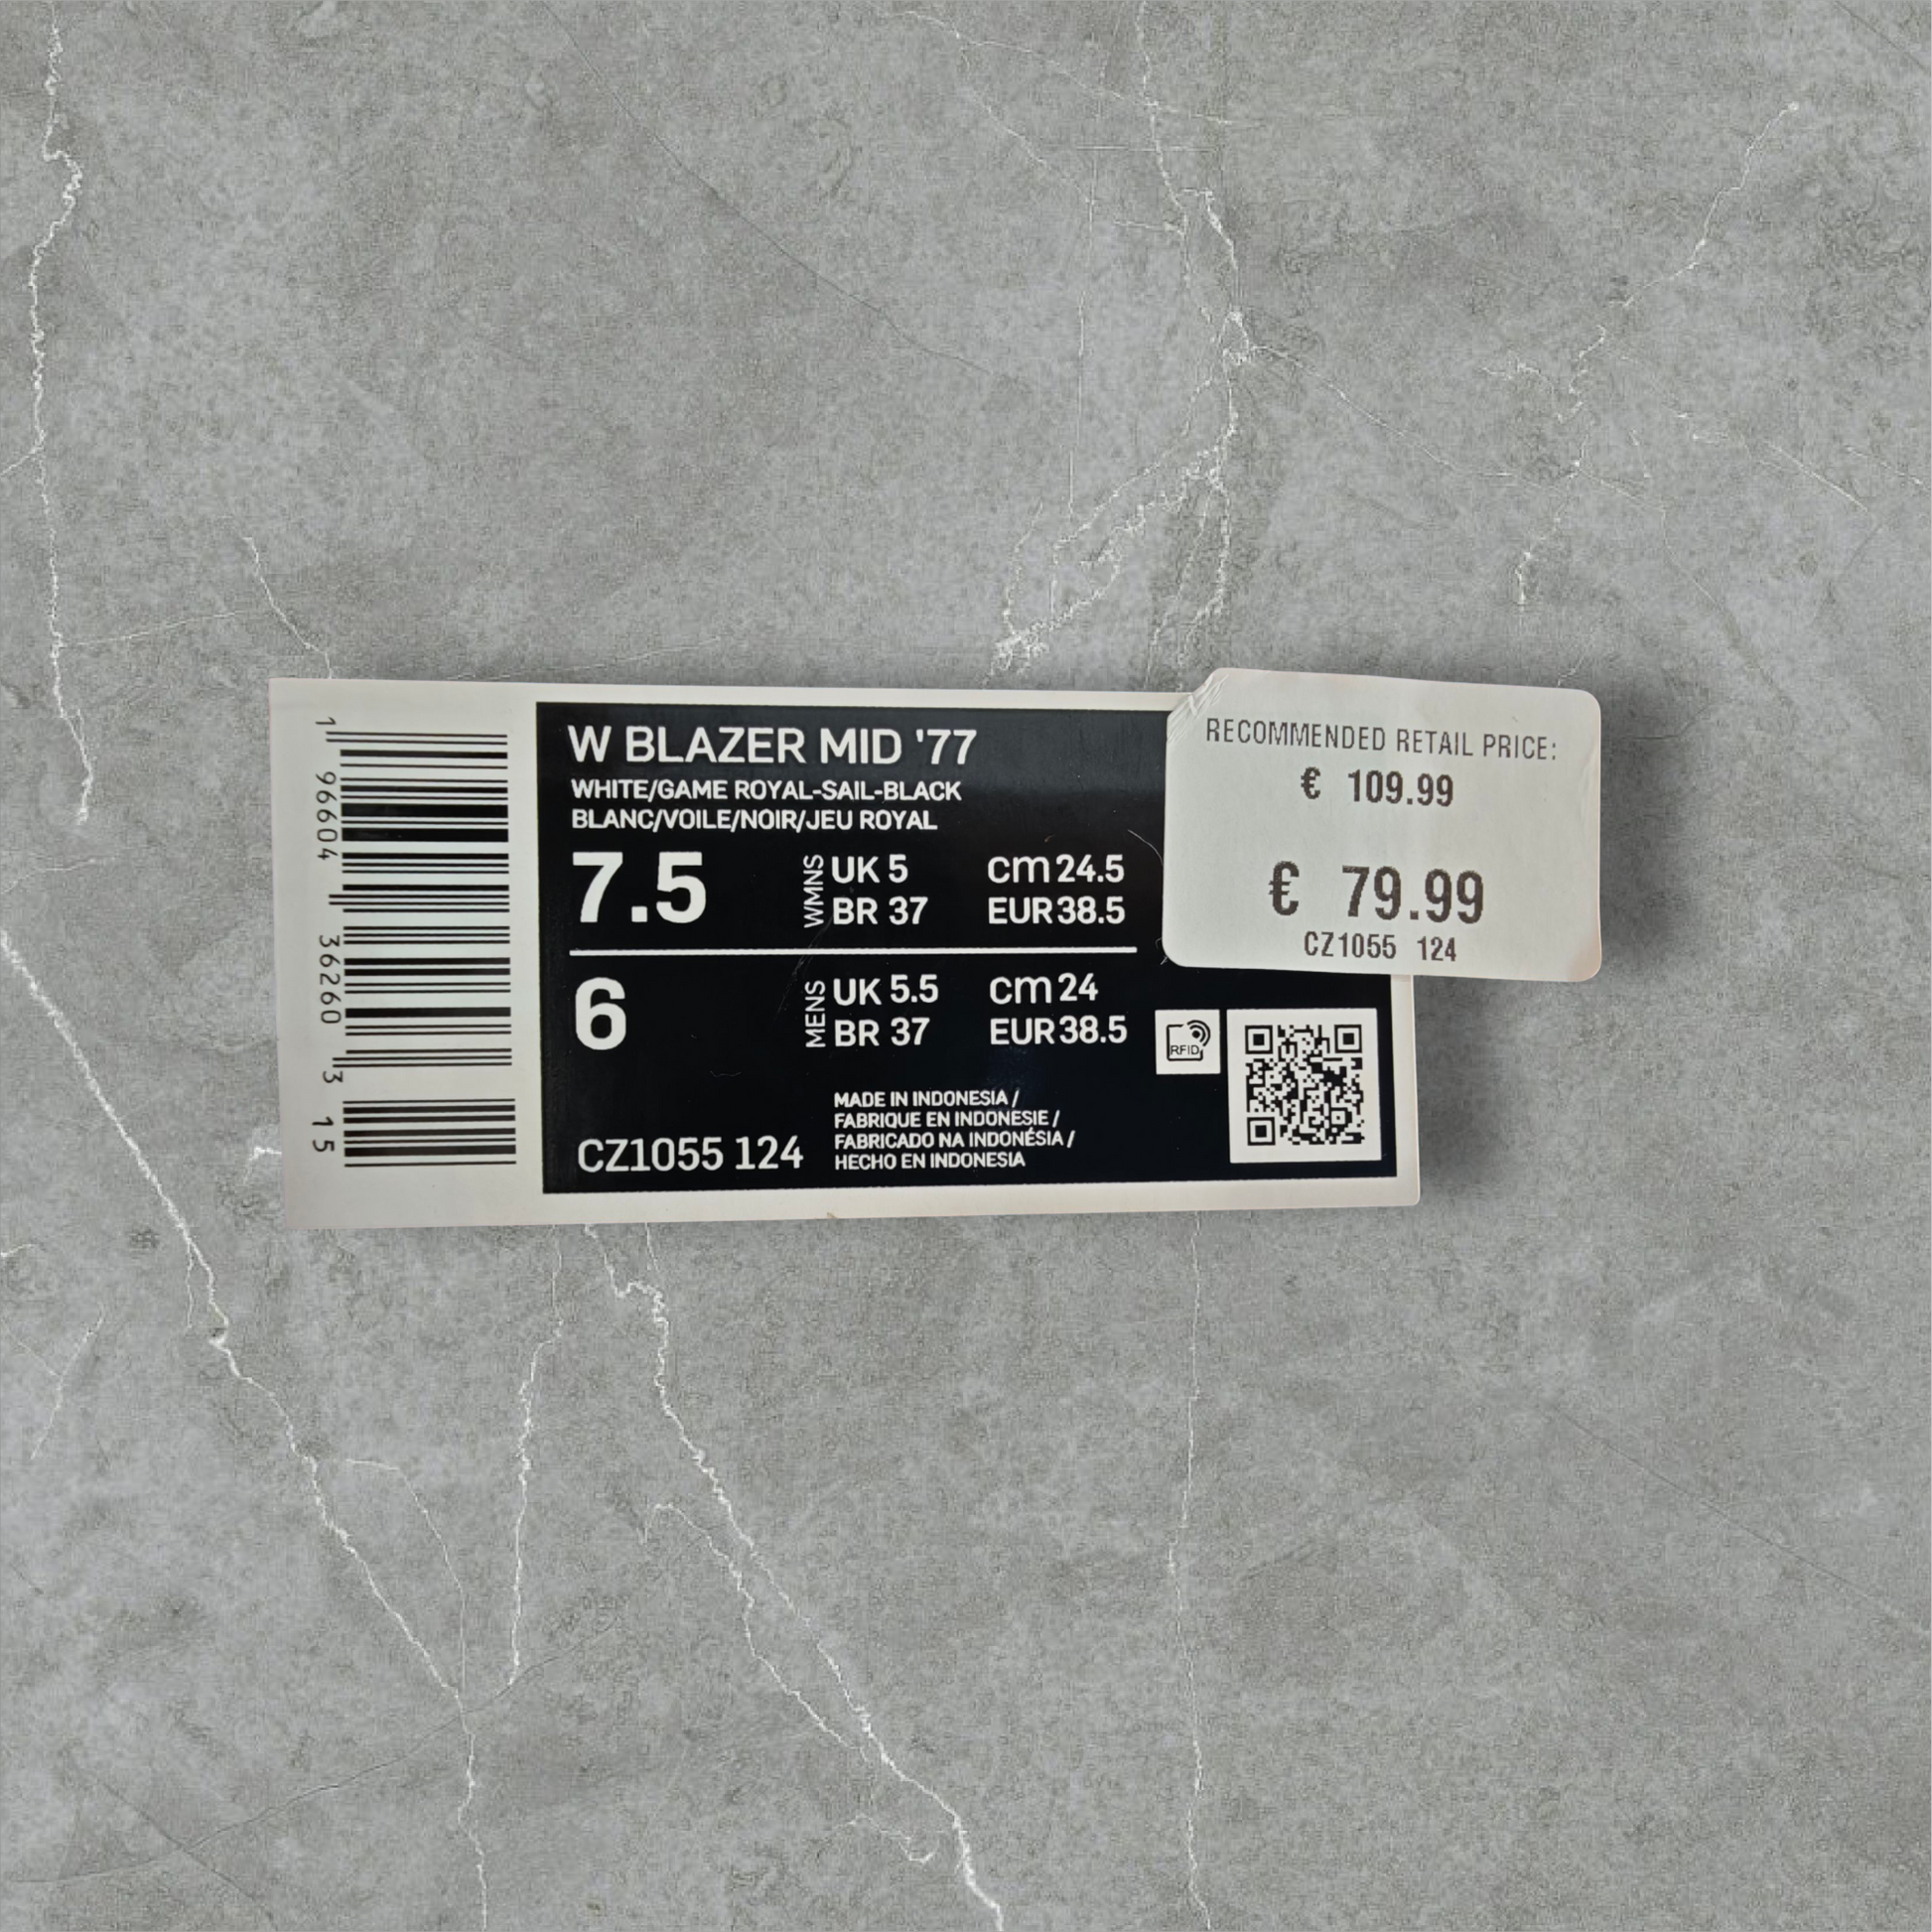 1 96604 36260 3 15
W BLAZER MID '77
WHITE/GAME ROYAL-SAIL-BLACK
BLANC/VOILE/NOIR/JEU ROYAL
7.5 WMNS UK 5 cm 24.5
BR 37 EUR 38.5
6 MENS UK 5.5 cm 24
BR 37 EUR 38.5
MADE IN INDONESIA /
FABRIQUE EN INDONESIE /
FABRICADO NA INDONÉSIA /
HECHO EN INDONESIA
CZ1055 124
RFID
RECOMMENDED RETAIL PRICE:
€ 109.99
€ 79.99
CZ1055 124